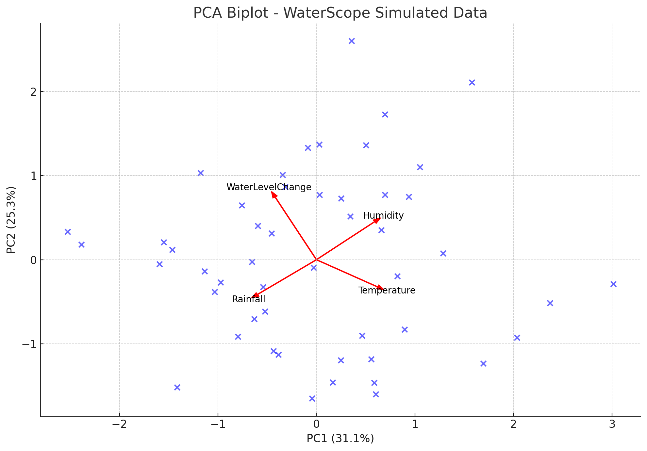 PCA Biplot - WaterScope Simulated Data
PC2 (25.3%)
2
1
0
−1
WaterLevelChange
Humidity
Rainfall
Temperature
−2
−1
0
1
2
3
PC1 (31.1%)